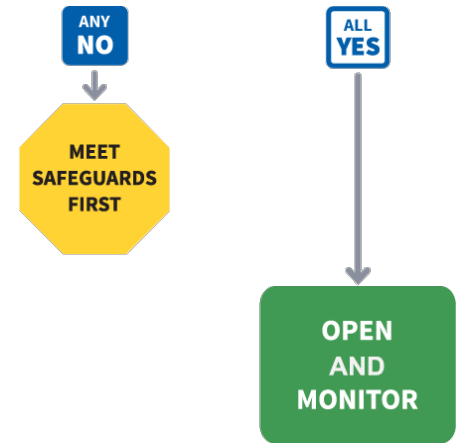 ANY
NO
ALL
YES
MEET
SAFEGUARDS
FIRST
OPEN
AND
MONITOR